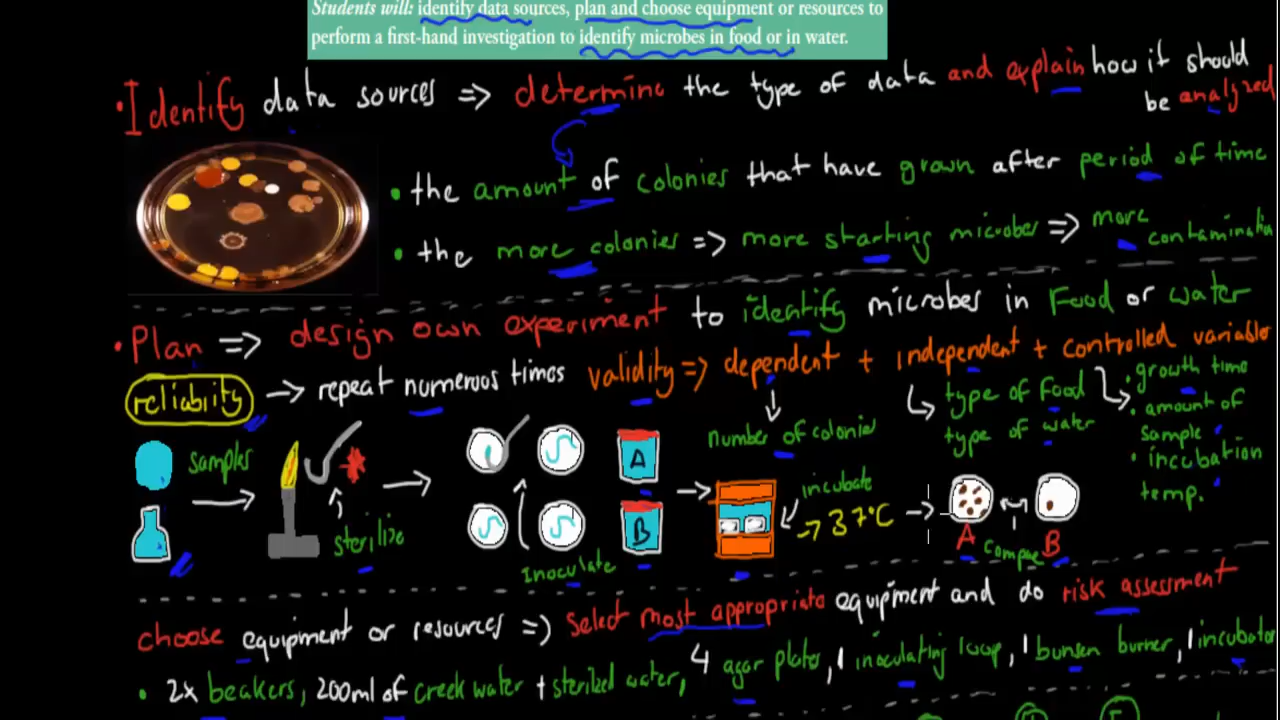 Students will: identify data sources, plan and choose equipment or resources to
perform a first-hand investigation to identify microbes in food or in water.
• Identify data sources => determine the type of data and explain how it should
be analyzed
• the amount of colonies that have grown after period of time
• the more colonies => more starting microbes => more
contamination
• Plan => design own experiment to identify microbes in Food or water
reliability → repeat numerous times validity => dependent + independent + controlled variable
number of colonies
type of Food
type of water
• growth time
• amount of
sample
• incubation
temp.
samples
sterilize
Inoculate
A
B
incubate
→ 37°C
A compare B
choose equipment or resources => select most appropriate equipment and do risk assessment
• 2x beakers, 200ml of creek water + sterilized water, 4 agar plates, 1 inoculating loop, 1 bunsen burner, 1 incubator